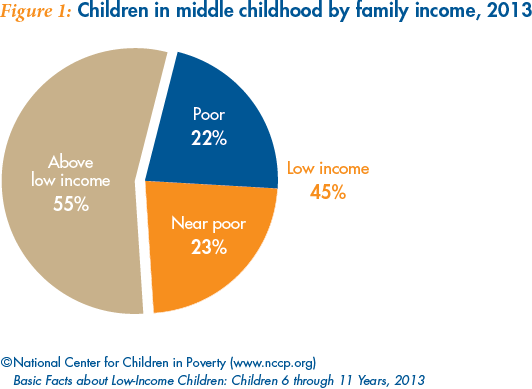 Figure 1: Children in middle childhood by family income, 2013
Poor
22%
Above
low income
55%
Low income
45%
Near poor
23%
©National Center for Children in Poverty (www.nccp.org)
Basic Facts about Low-Income Children: Children 6 through 11 Years, 2013